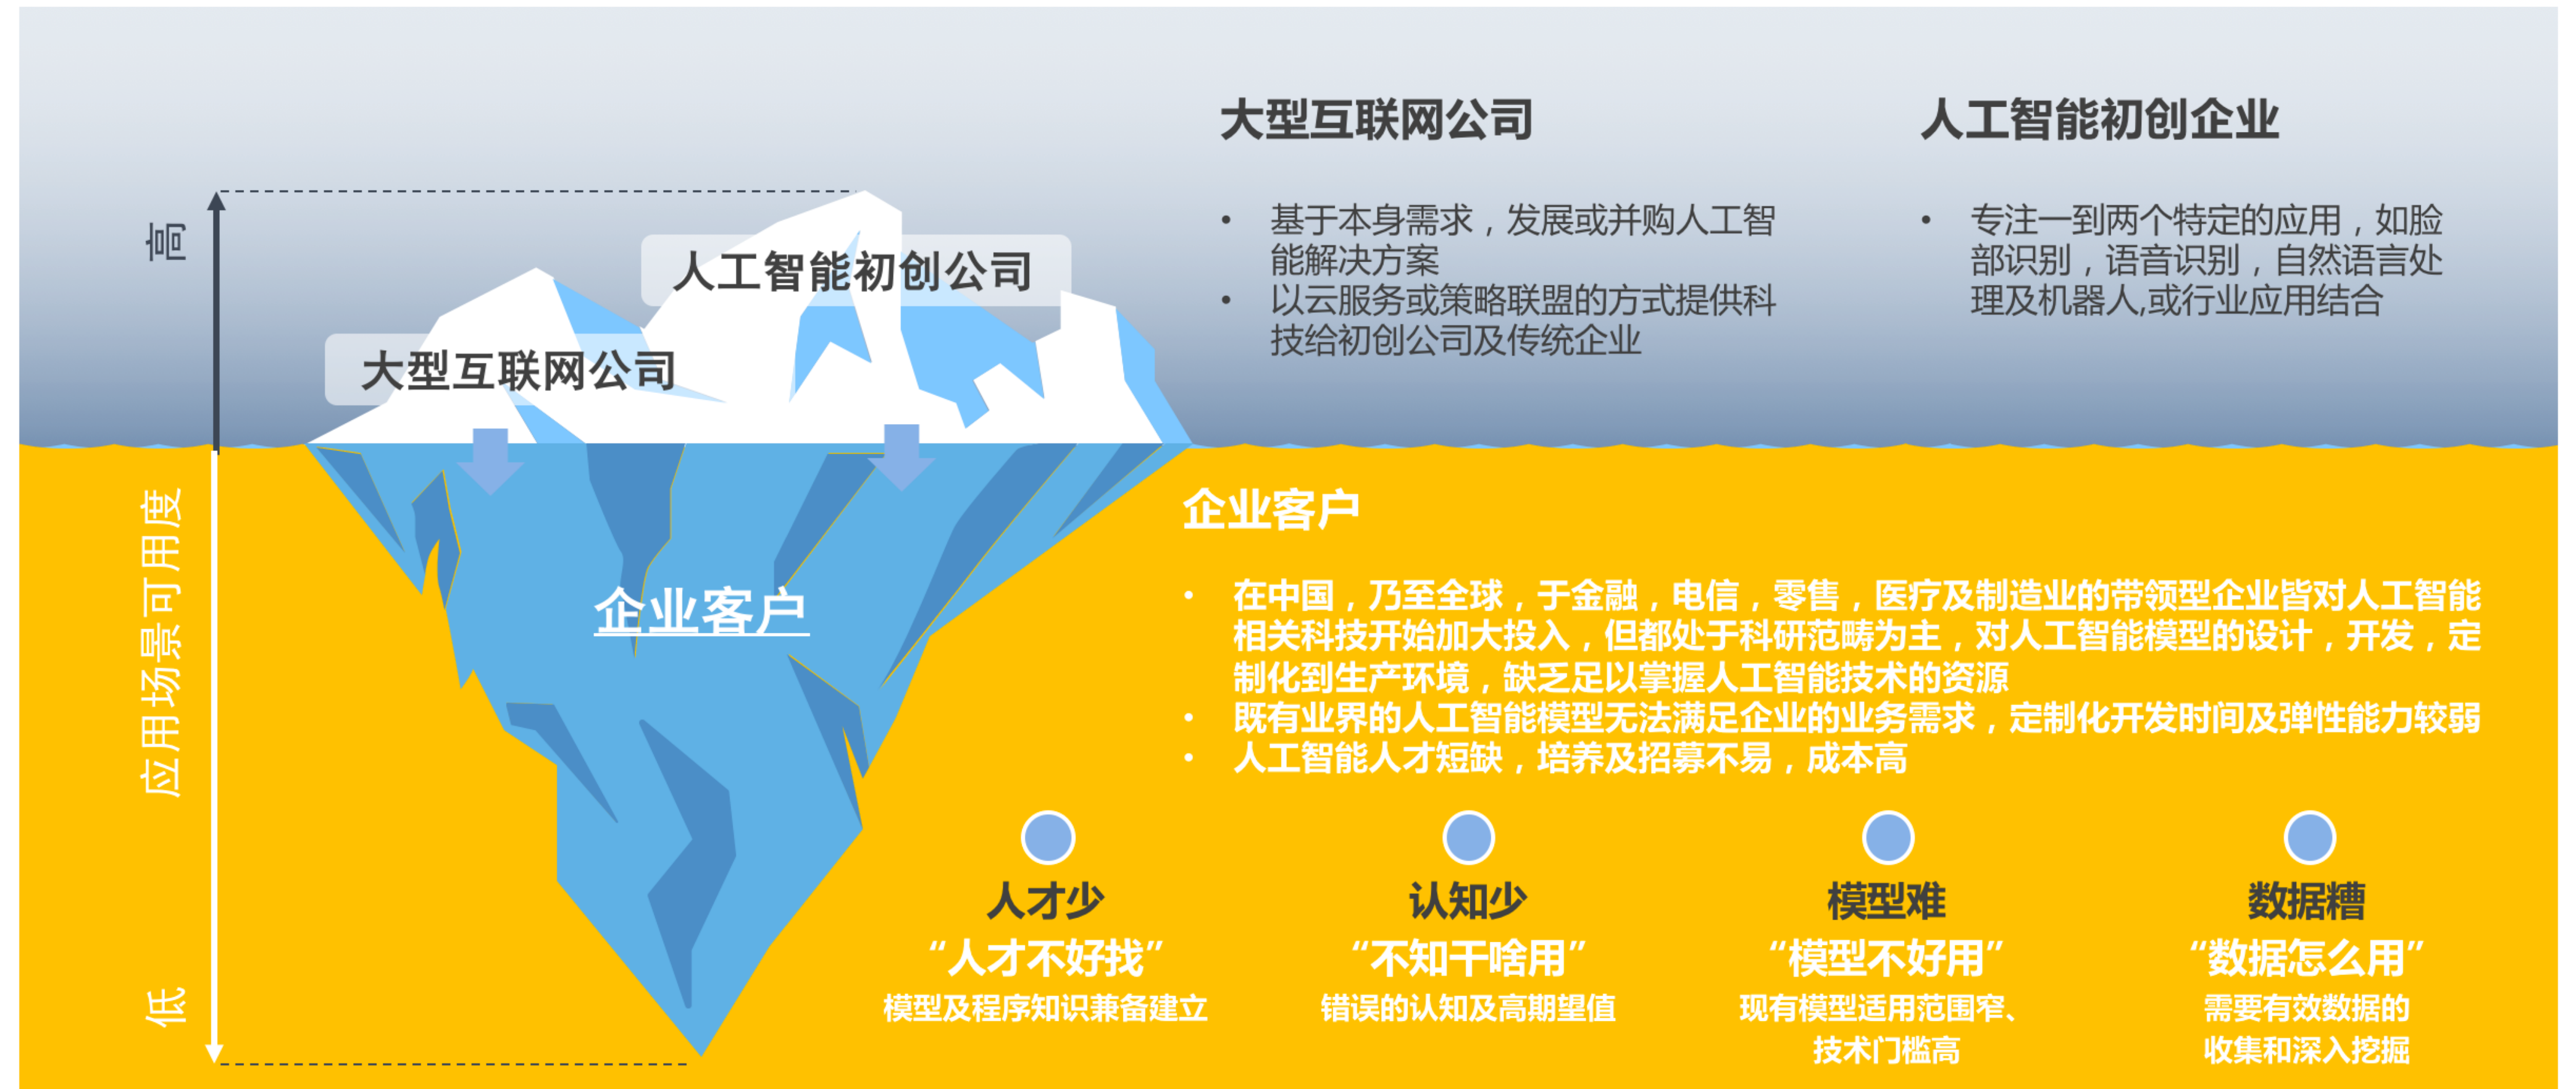 大型互联网公司
• 基于本身需求，发展或并购人工智
能解决方案
• 以云服务或策略联盟的方式提供科
技给初创公司及传统企业
人工智能初创企业
• 专注一到两个特定的应用，如脸
部识别，语音识别，自然语言处
理及机器人,或行业应用结合
高
应用场景可用度
低
人工智能初创公司
大型互联网公司
企业客户
企业客户
• 在中国，乃至全球，于金融，电信，零售，医疗及制造业的带领型企业皆对人工智能
相关科技开始加大投入，但都处于科研范畴为主，对人工智能模型的设计，开发，定
制化到生产环境，缺乏足以掌握人工智能技术的资源
• 既有业界的人工智能模型无法满足企业的业务需求，定制化开发时间及弹性能力较弱
• 人工智能人才短缺，培养及招募不易，成本高
人才少
“人才不好找”
模型及程序知识兼备建立
认知少
“不知干啥用”
错误的认知及高期望值
模型难
“模型不好用”
现有模型适用范围窄、
技术门槛高
数据糟
“数据怎么用”
需要有效数据的
收集和深入挖掘